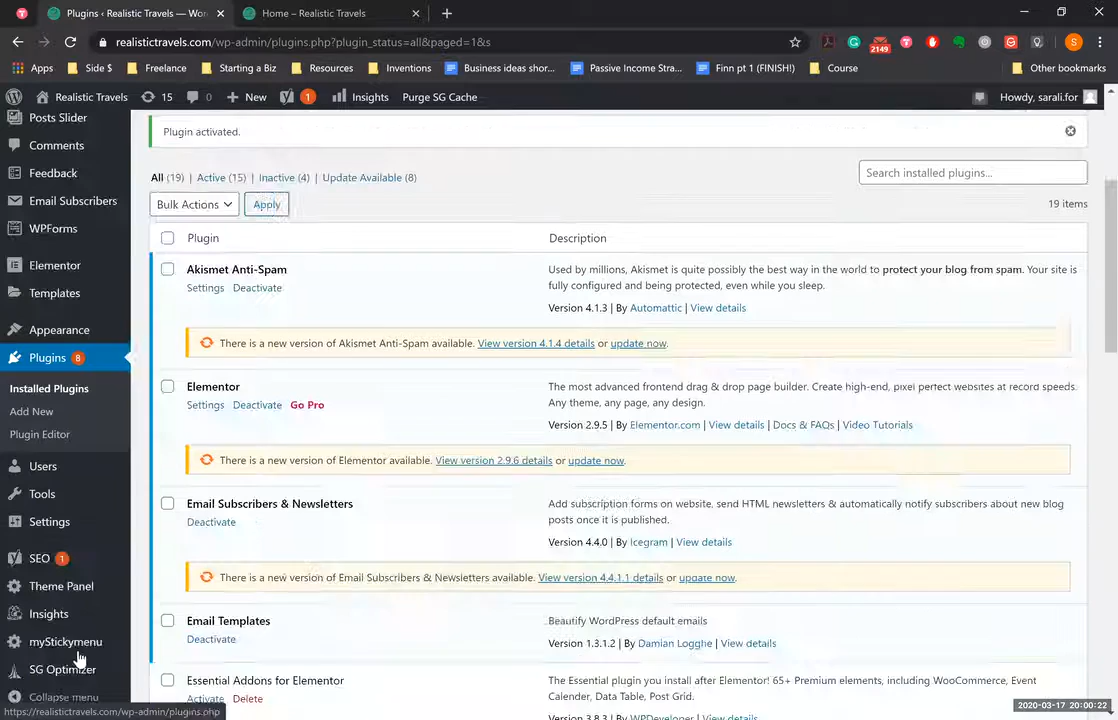 Plugins ‹ Realistic Travels — Wor
Home – Realistic Travels
realistictravels.com/wp-admin/plugins.php?plugin_status=all&paged=1&s
2149
S
Apps
Side $
Freelance
Starting a Biz
Resources
Inventions
Business ideas shor...
Passive Income Stra...
Finn pt 1 (FINISH!)
Course
Other bookmarks
Realistic Travels
15
0
New
1
Insights
Purge SG Cache
Howdy, sarali.for
Posts Slider
Comments
Feedback
Email Subscribers
WPForms
Elementor
Templates
Appearance
Plugins 8
Installed Plugins
Add New
Plugin Editor
Users
Tools
Settings
SEO 1
Theme Panel
Insights
myStickymenu
SG Optimizer
Collapse menu
https://realistictravels.com/wp-admin/plugins.php
Plugin activated.
All (19) | Active (15) | Inactive (4) | Update Available (8)
Search installed plugins...
Bulk Actions
Apply
19 items
Plugin
Description
Akismet Anti-Spam
Settings Deactivate
Used by millions, Akismet is quite possibly the best way in the world to protect your blog from spam. Your site is
fully configured and being protected, even while you sleep.
Version 4.1.3 | By Automattic | View details
There is a new version of Akismet Anti-Spam available. View version 4.1.4 details or update now.
Elementor
Settings Deactivate Go Pro
The most advanced frontend drag & drop page builder. Create high-end, pixel perfect websites at record speeds.
Any theme, any page, any design.
Version 2.9.5 | By Elementor.com | View details | Docs & FAQs | Video Tutorials
There is a new version of Elementor available. View version 2.9.6 details or update now.
Email Subscribers & Newsletters
Deactivate
Add subscription forms on website, send HTML newsletters & automatically notify subscribers about new blog
posts once it is published.
Version 4.4.0 | By Icegram | View details
There is a new version of Email Subscribers & Newsletters available. View version 4.4.1.1 details or update now.
Email Templates
Deactivate
Beautify WordPress default emails
Version 1.3.1.2 | By Damian Logghe | View details
Essential Addons for Elementor
Activate Delete
The Essential plugin you install after Elementor! 65+ Premium elements, including WooCommerce, Event
Calender, Data Table, Post Grid.
Version 3.8.3 | By WPDeveloper | View details
2020-03-17 20:00:22